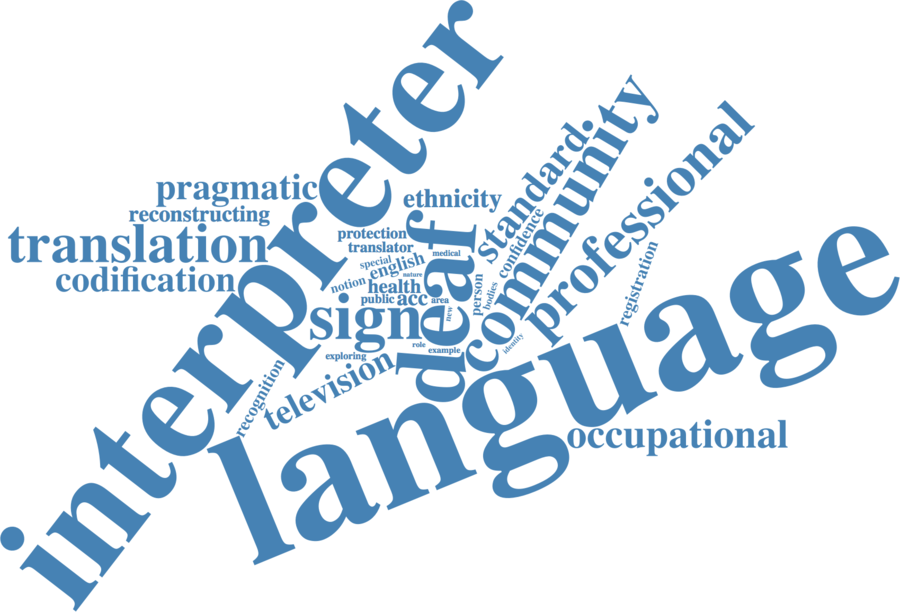 interpreter
language
deaf
sign
community
professional
standard
translation
pragmatic
reconstructing
codification
ethnicity
protection
translator
medical
special
english
nature
notion
health
public
acc
area
new
role
example
exploring
television
recognition
person
bodies
confidence
identity
registration
occupational